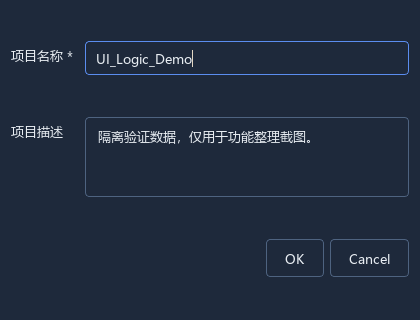 项目名称 *
UI_Logic_Demo
项目描述
隔离验证数据，仅用于功能整理截图。
OK
Cancel